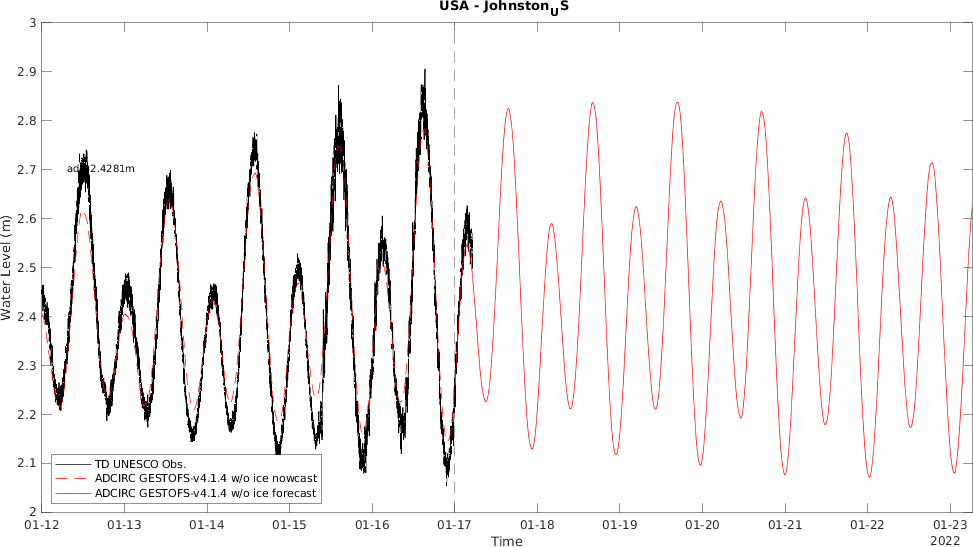 USA - Johnston_US
3
2.9
2.8
2.7
2.6
2.5
2.4
2.3
2.2
2.1
2
Water Level (m)
2.4281m
TD UNESCO Obs.
ADCIRC GESTOFS-v4.1.4 w/o ice nowcast
ADCIRC GESTOFS-v4.1.4 w/o ice forecast
01-12 01-13 01-14 01-15 01-16 01-17 01-18 01-19 01-20 01-21 01-22 01-23
Time
2022